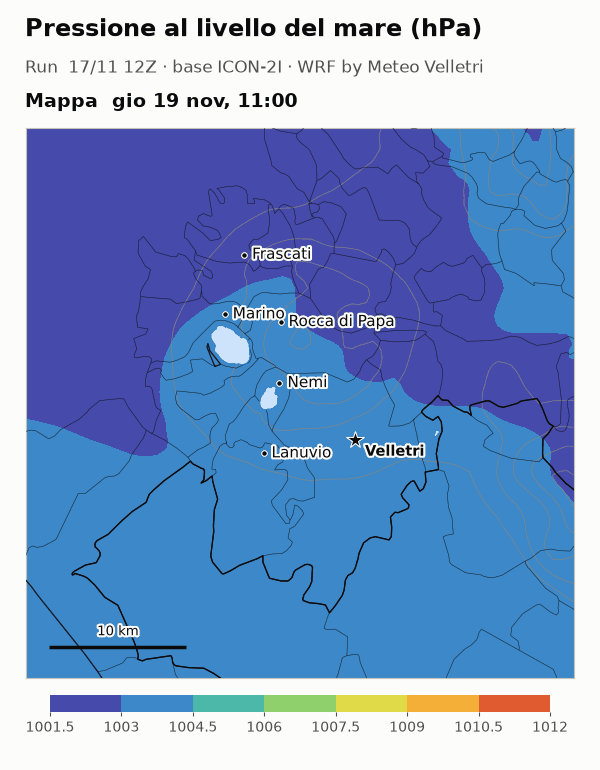 Pressione al livello del mare (hPa)
Run  17/11 12Z · base ICON-2I · WRF by Meteo Velletri
Mappa  gio 19 nov, 11:00
Frascati
Marino
Rocca di Papa
Nemi
Velletri
Lanuvio
10 km
1001.5 1003 1004.5 1006 1007.5 1009 1010.5 1012